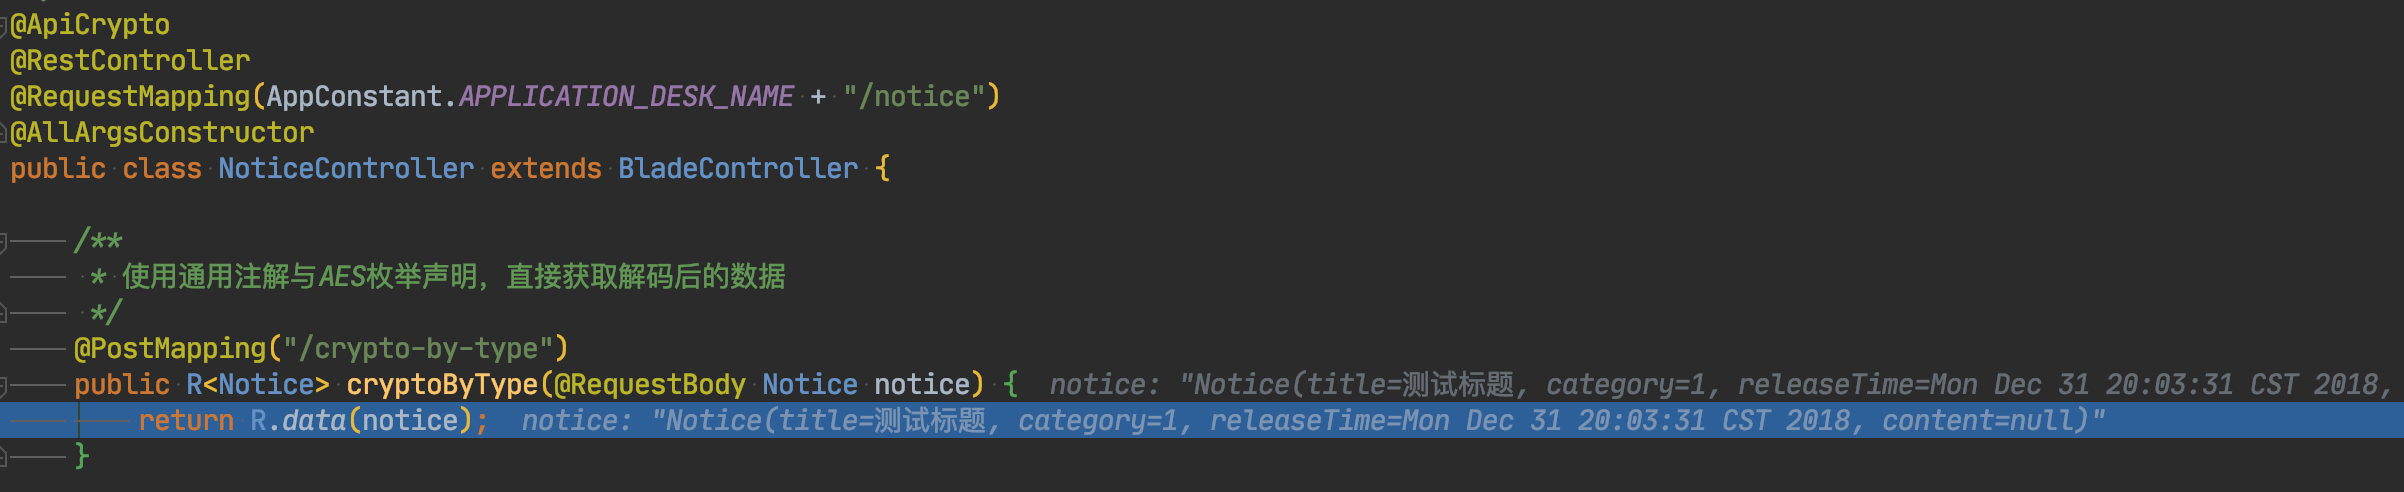 @ApiCrypto
@RestController
@RequestMapping(AppConstant.APPLICATION_DESK_NAME + "/notice")
@AllArgsConstructor
public class NoticeController extends BladeController {
/**
* 使用通用注解与AES枚举声明，直接获取解码后的数据
*/
@PostMapping("/crypto-by-type")
public R<Notice> cryptoByType(@RequestBody Notice notice) { notice: "Notice(title=测试标题, category=1, releaseTime=Mon Dec 31 20:03:31 CST 2018,
return R.data(notice); notice: "Notice(title=测试标题, category=1, releaseTime=Mon Dec 31 20:03:31 CST 2018, content=null)"
}